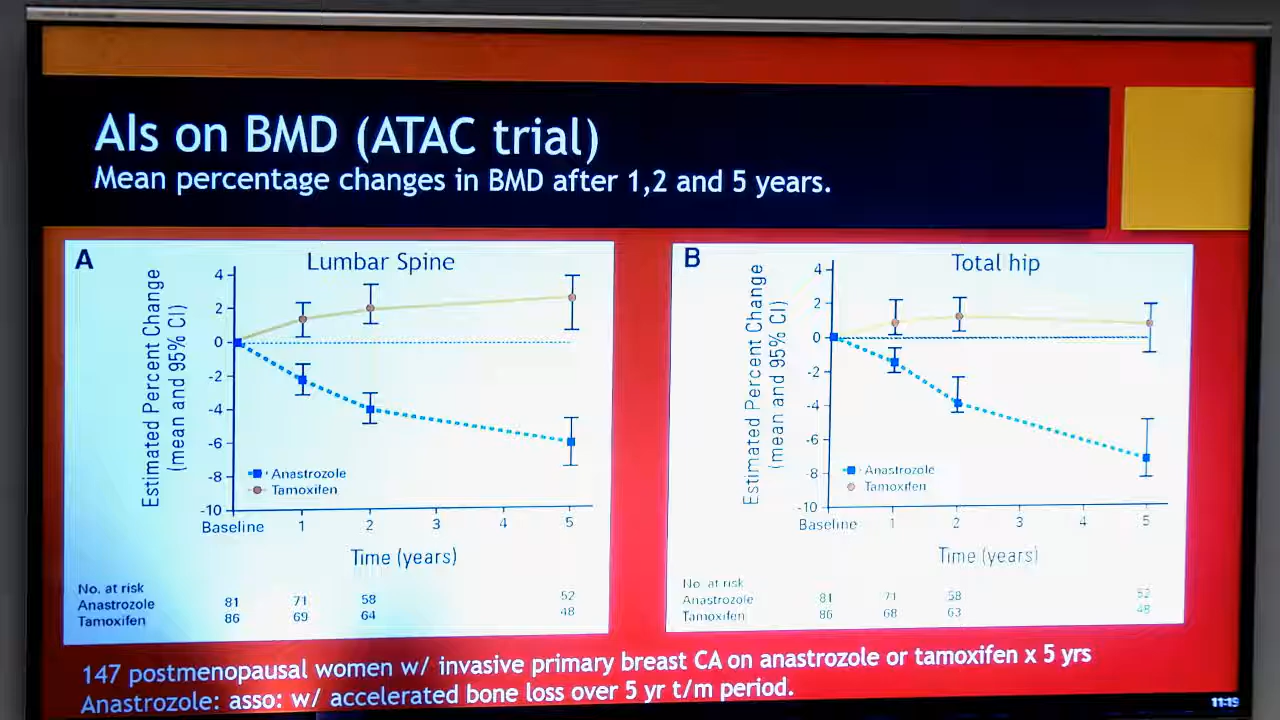 AIs on BMD (ATAC trial)
Mean percentage changes in BMD after 1,2 and 5 years.
A
Lumbar Spine
Estimated Percent Change
(mean and 95% CI)
4
2
0
-2
-4
-6
-8
-10
Anastrozole
Tamoxifen
Baseline 1 2 3 4 5
Time (years)
No. at risk
Anastrozole 81 71 58 52
Tamoxifen 86 69 64 48
B
Total hip
Estimated Percent Change
(mean and 95% CI)
4
2
0
-2
-4
-6
-8
-10
Anastrozole
Tamoxifen
Baseline 1 2 3 4 5
Time (years)
No. at risk
Anastrozole 81 71 58 52
Tamoxifen 86 68 63 48
147 postmenopausal women w/ invasive primary breast CA on anastrozole or tamoxifen x 5 yrs
Anastrozole: asso: w/ accelerated bone loss over 5 yr t/m period.
11:19